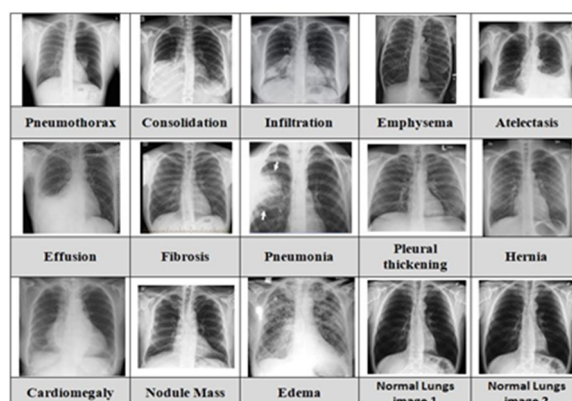 Pneumothorax Consolidation Infiltration Emphysema Atelectasis
Effusion Fibrosis Pneumonia Pleural thickening Hernia
Cardiomegaly Nodule Mass Edema Normal Lungs image 1 Normal Lungs image 2